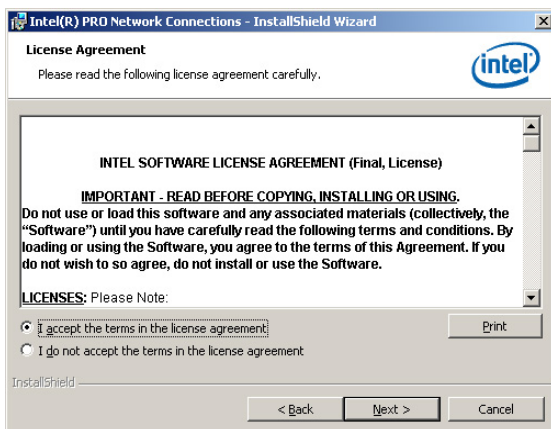 Intel(R) PRO Network Connections - InstallShield Wizard
License Agreement
Please read the following license agreement carefully.
intel
INTEL SOFTWARE LICENSE AGREEMENT (Final, License)
IMPORTANT - READ BEFORE COPYING, INSTALLING OR USING.
Do not use or load this software and any associated materials (collectively, the
“Software”) until you have carefully read the following terms and conditions. By
loading or using the Software, you agree to the terms of this Agreement. If you
do not wish to so agree, do not install or use the Software.
LICENSES: Please Note:
I accept the terms in the license agreement
Print
I do not accept the terms in the license agreement
InstallShield
< Back
Next >
Cancel